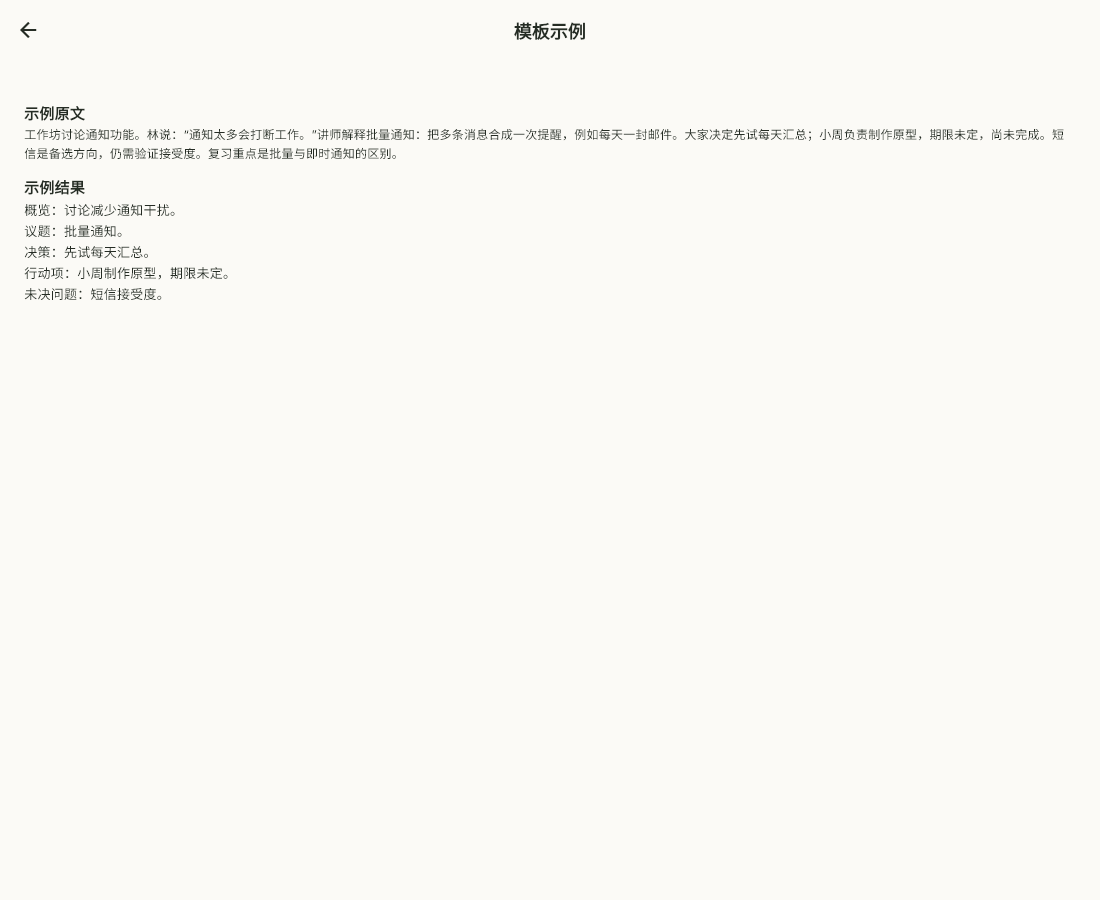 模板示例
示例原文
工作坊讨论通知功能。林说：“通知太多会打断工作。”讲师解释批量通知：把多条消息合成一次提醒，例如每天一封邮件。大家决定先试每天汇总；小周负责制作原型，期限未定，尚未完成。短
信是备选方向，仍需验证接受度。复习重点是批量与即时通知的区别。
示例结果
概览：讨论减少通知干扰。
议题：批量通知。
决策：先试每天汇总。
行动项：小周制作原型，期限未定。
未决问题：短信接受度。